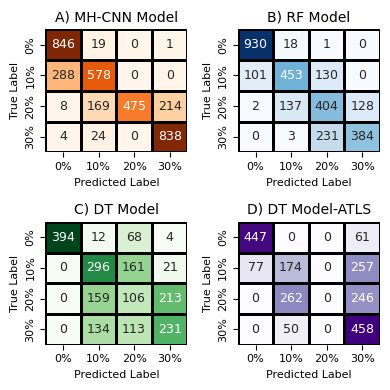 A) MH-CNN Model
0% 846 19 0 1
10% 288 578 0 0
20% 8 169 475 214
30% 4 24 0 838
True Label
0% 10% 20% 30%
Predicted Label
B) RF Model
0% 930 18 1 0
10% 101 453 130 0
20% 2 137 404 128
30% 0 3 231 384
True Label
0% 10% 20% 30%
Predicted Label
C) DT Model
0% 394 12 68 4
10% 0 296 161 21
20% 0 159 106 213
30% 0 134 113 231
True Label
0% 10% 20% 30%
Predicted Label
D) DT Model-ATLS
0% 447 0 0 61
10% 77 174 0 257
20% 0 262 0 246
30% 0 50 0 458
True Label
0% 10% 20% 30%
Predicted Label